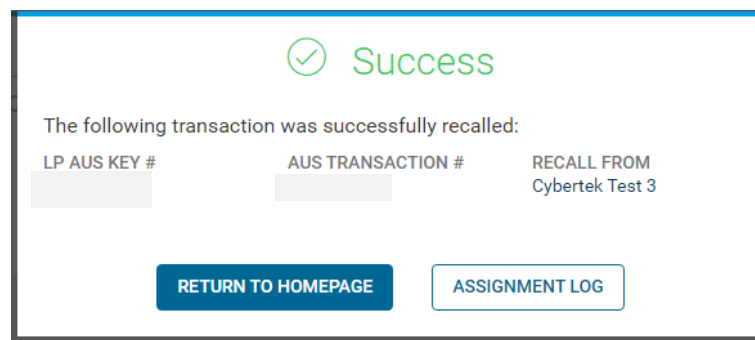 Success
The following transaction was successfully recalled:
LP AUS KEY # AUS TRANSACTION # RECALL FROM
Cybertek Test 3
RETURN TO HOMEPAGE ASSIGNMENT LOG